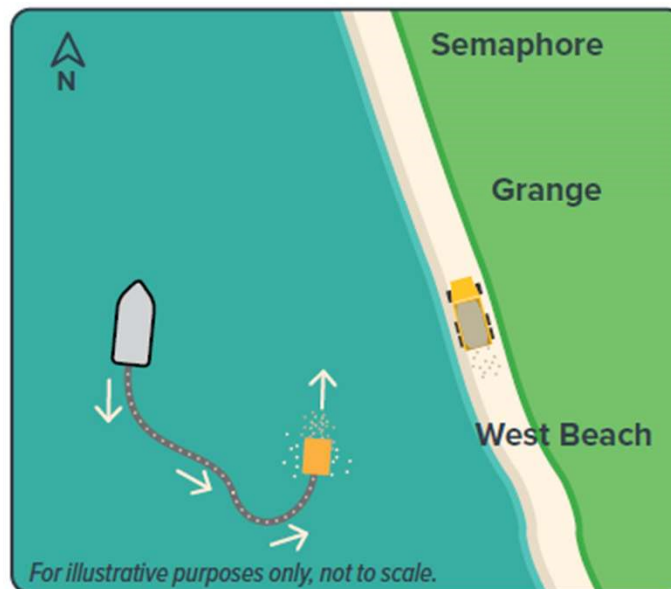 Semaphore
N
Grange
West Beach
For illustrative purposes only, not to scale.